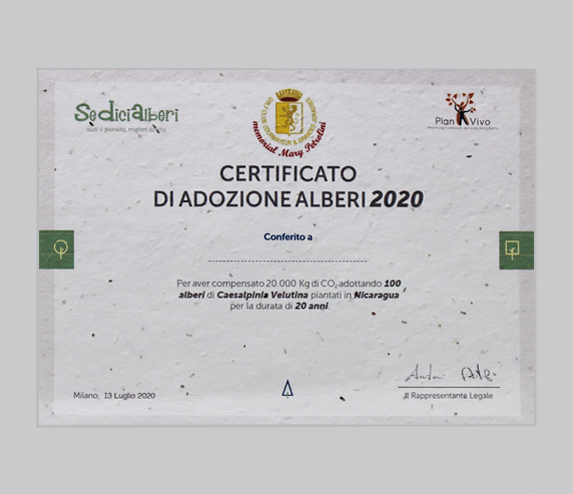 Sedicialberi
memorial Mary Petrolini
Plan Vivo
CERTIFICATO
DI ADOZIONE ALBERI 2020
Conferito a
Per aver compensato 20.000 Kg di CO₂ adottando 100
alberi di Caesalpinia Velutina piantati in Nicaragua
per la durata di 20 anni.
Milano, 13 Luglio 2020
Il Rappresentante Legale